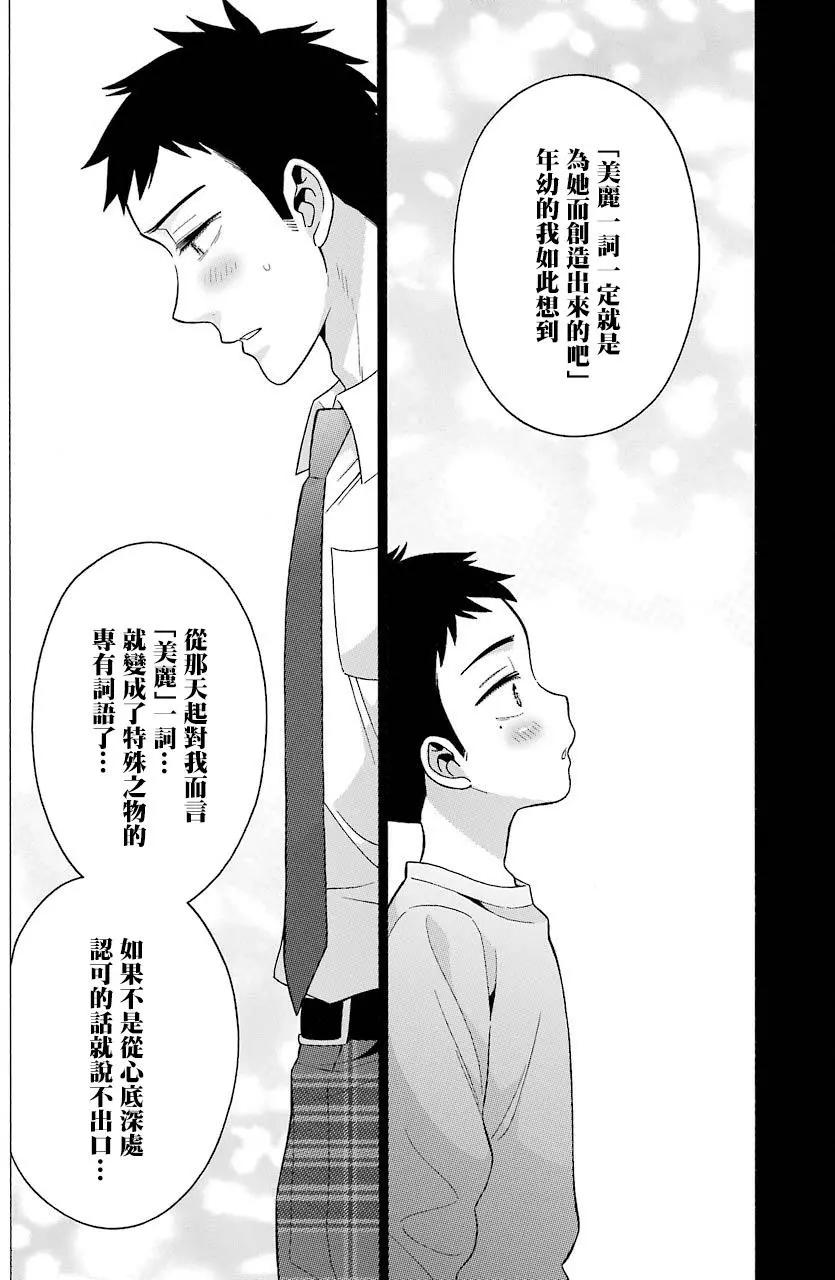 「美麗一詞一定就是
為她而創造出來的吧」
年幼的我如此想到
從那天起對我而言
「美麗」一詞…
就變成了特殊之物的
專有詞語了…
如果不是從心底深處
認可的話就說不出口…